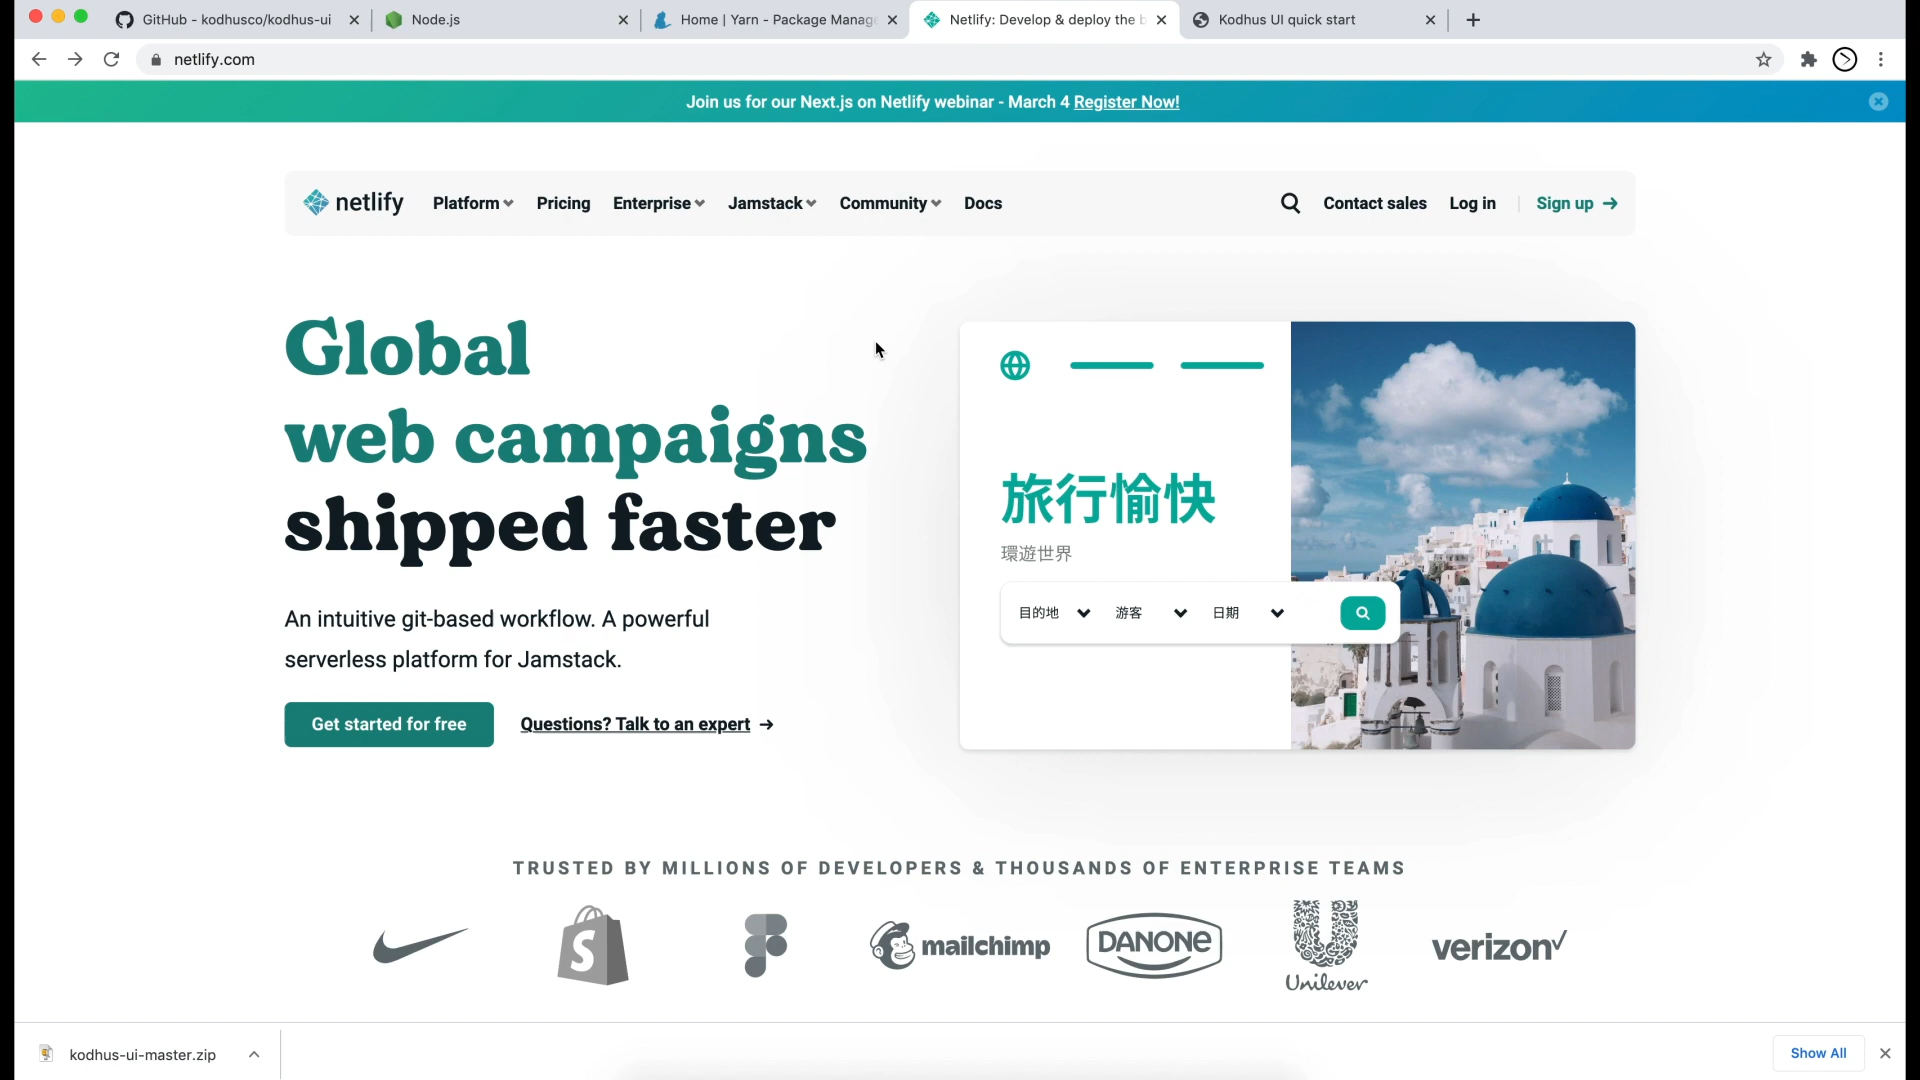 GitHub - kodhusco/kodhus-ui
Node.js
Home | Yarn - Package Manage
Netlify: Develop & deploy the b
Kodhus UI quick start
netlify.com
Join us for our Next.js on Netlify webinar - March 4 Register Now!
netlify
Platform
Pricing
Enterprise
Jamstack
Community
Docs
Contact sales
Log in
Sign up →
Global
web campaigns
shipped faster
An intuitive git-based workflow. A powerful
serverless platform for Jamstack.
Get started for free
Questions? Talk to an expert →
旅行愉快
環遊世界
目的地
游客
日期
TRUSTED BY MILLIONS OF DEVELOPERS & THOUSANDS OF ENTERPRISE TEAMS
mailchimp
DANONE
Unilever
verizon✓
kodhus-ui-master.zip
Show All